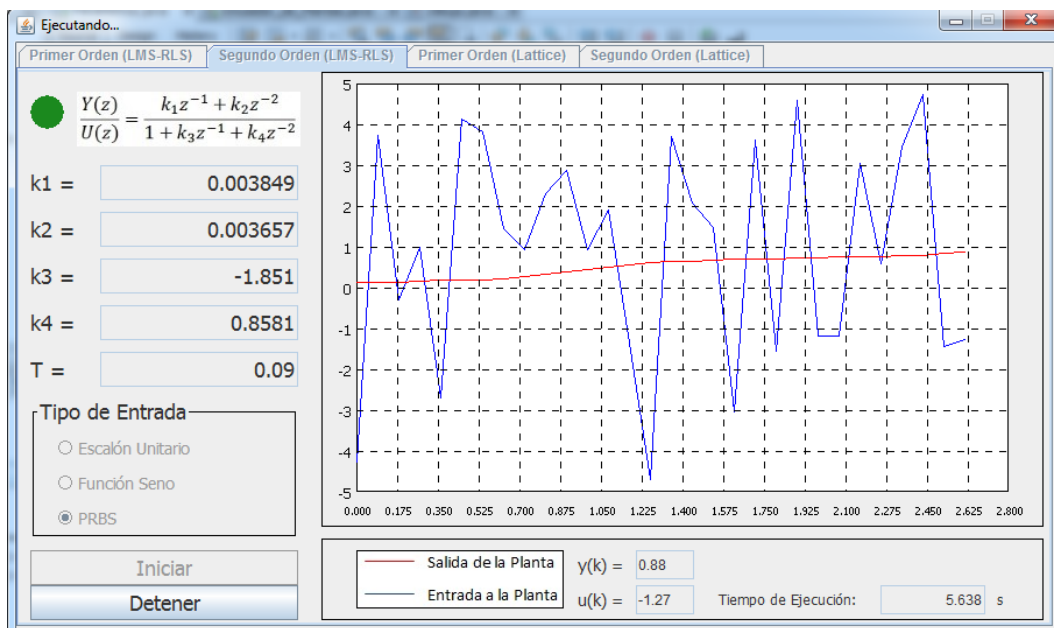 Ejecutando...
Primer Orden (LMS-RLS) Segundo Orden (LMS-RLS) Primer Orden (Lattice) Segundo Orden (Lattice)
Y(z)/U(z) = (k₁z⁻¹ + k₂z⁻²)/(1 + k₃z⁻¹ + k₄z⁻²)
k1 = 0.003849
k2 = 0.003657
k3 = -1.851
k4 = 0.8581
T = 0.09
Tipo de Entrada
Escalón Unitario
Función Seno
PRBS
Iniciar
Detener
5
4
3
2
1
0
-1
-2
-3
-4
-5
0.000 0.175 0.350 0.525 0.700 0.875 1.050 1.225 1.400 1.575 1.750 1.925 2.100 2.275 2.450 2.625 2.800
Salida de la Planta
Entrada a la Planta
y(k) = 0.88
u(k) = -1.27
Tiempo de Ejecución: 5.638 s